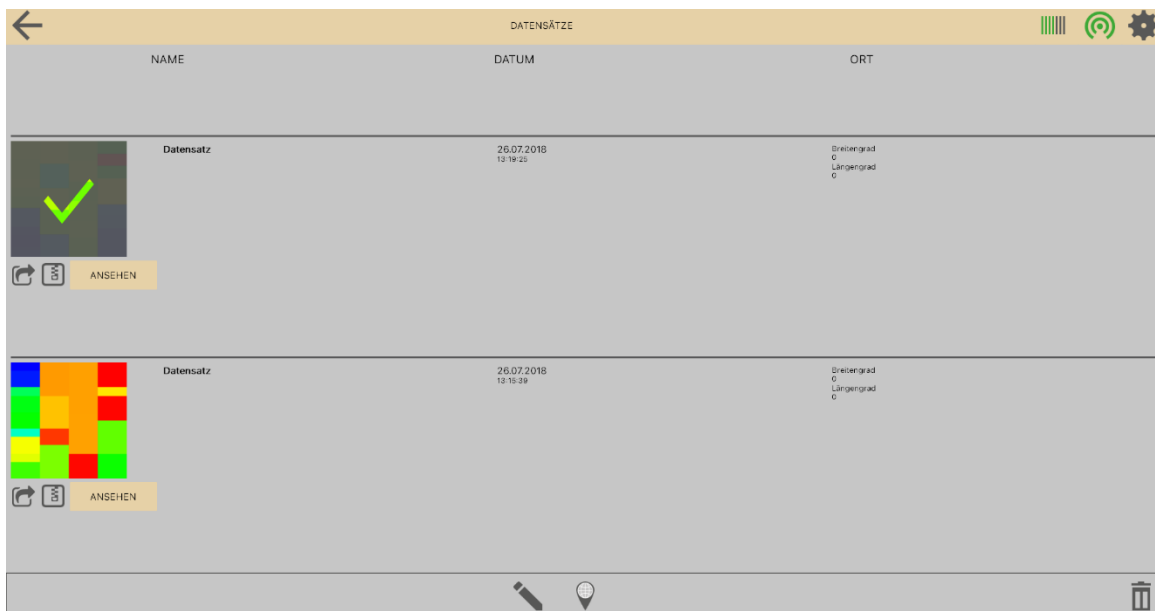 DATENSÄTZE
NAME DATUM ORT
Datensatz
26.07.2018
13:19:25
Breitengrad
0
Längengrad
0
ANSEHEN
Datensatz
26.07.2018
13:15:39
Breitengrad
0
Längengrad
0
ANSEHEN